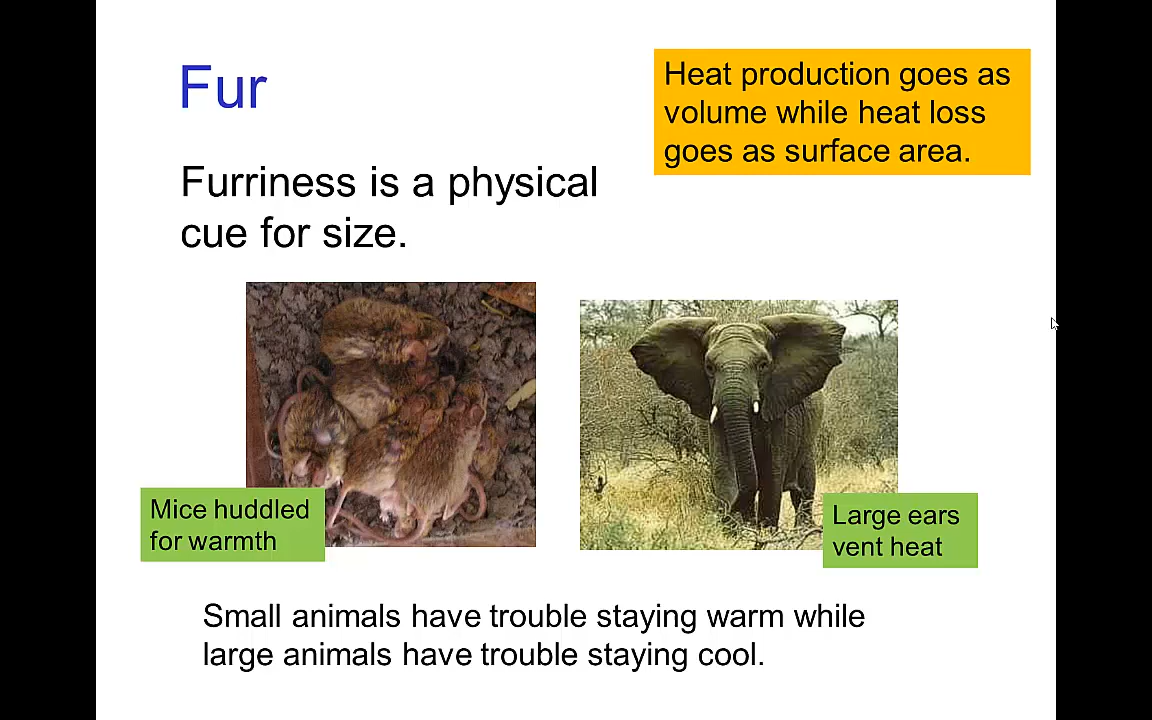 Fur
Heat production goes as
volume while heat loss
goes as surface area.
Furriness is a physical
cue for size.
Mice huddled
for warmth
Large ears
vent heat
Small animals have trouble staying warm while
large animals have trouble staying cool.